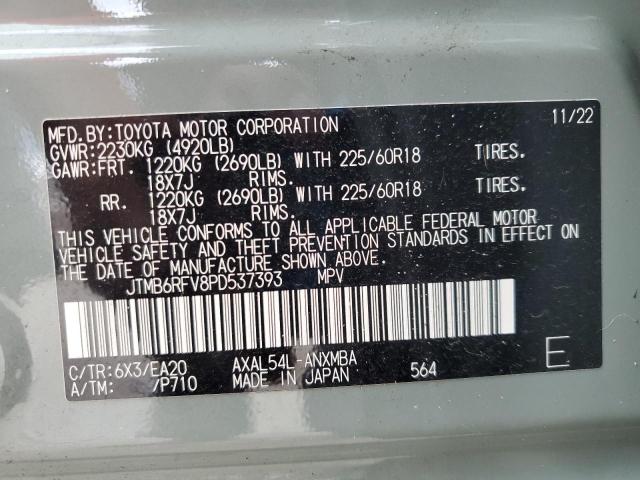 MFD.BY:TOYOTA MOTOR CORPORATION 11/22
GVWR:2230KG (4920LB)
GAWR:FRT. 1220KG (2690LB) WITH 225/60R18 TIRES.
18X7J RIMS.
RR. 1220KG (2690LB) WITH 225/60R18 TIRES.
18X7J RIMS.
THIS VEHICLE CONFORMS TO ALL APPLICABLE FEDERAL MOTOR
VEHICLE SAFETY AND THEFT PREVENTION STANDARDS IN EFFECT ON
THE DATE OF MANUFACTURE SHOWN ABOVE.
JTMB6RFV8PD537393 MPV
C/TR:6X3/EA20 AXAL54L-ANXMBA 564 E
A/TM: /P710 MADE IN JAPAN